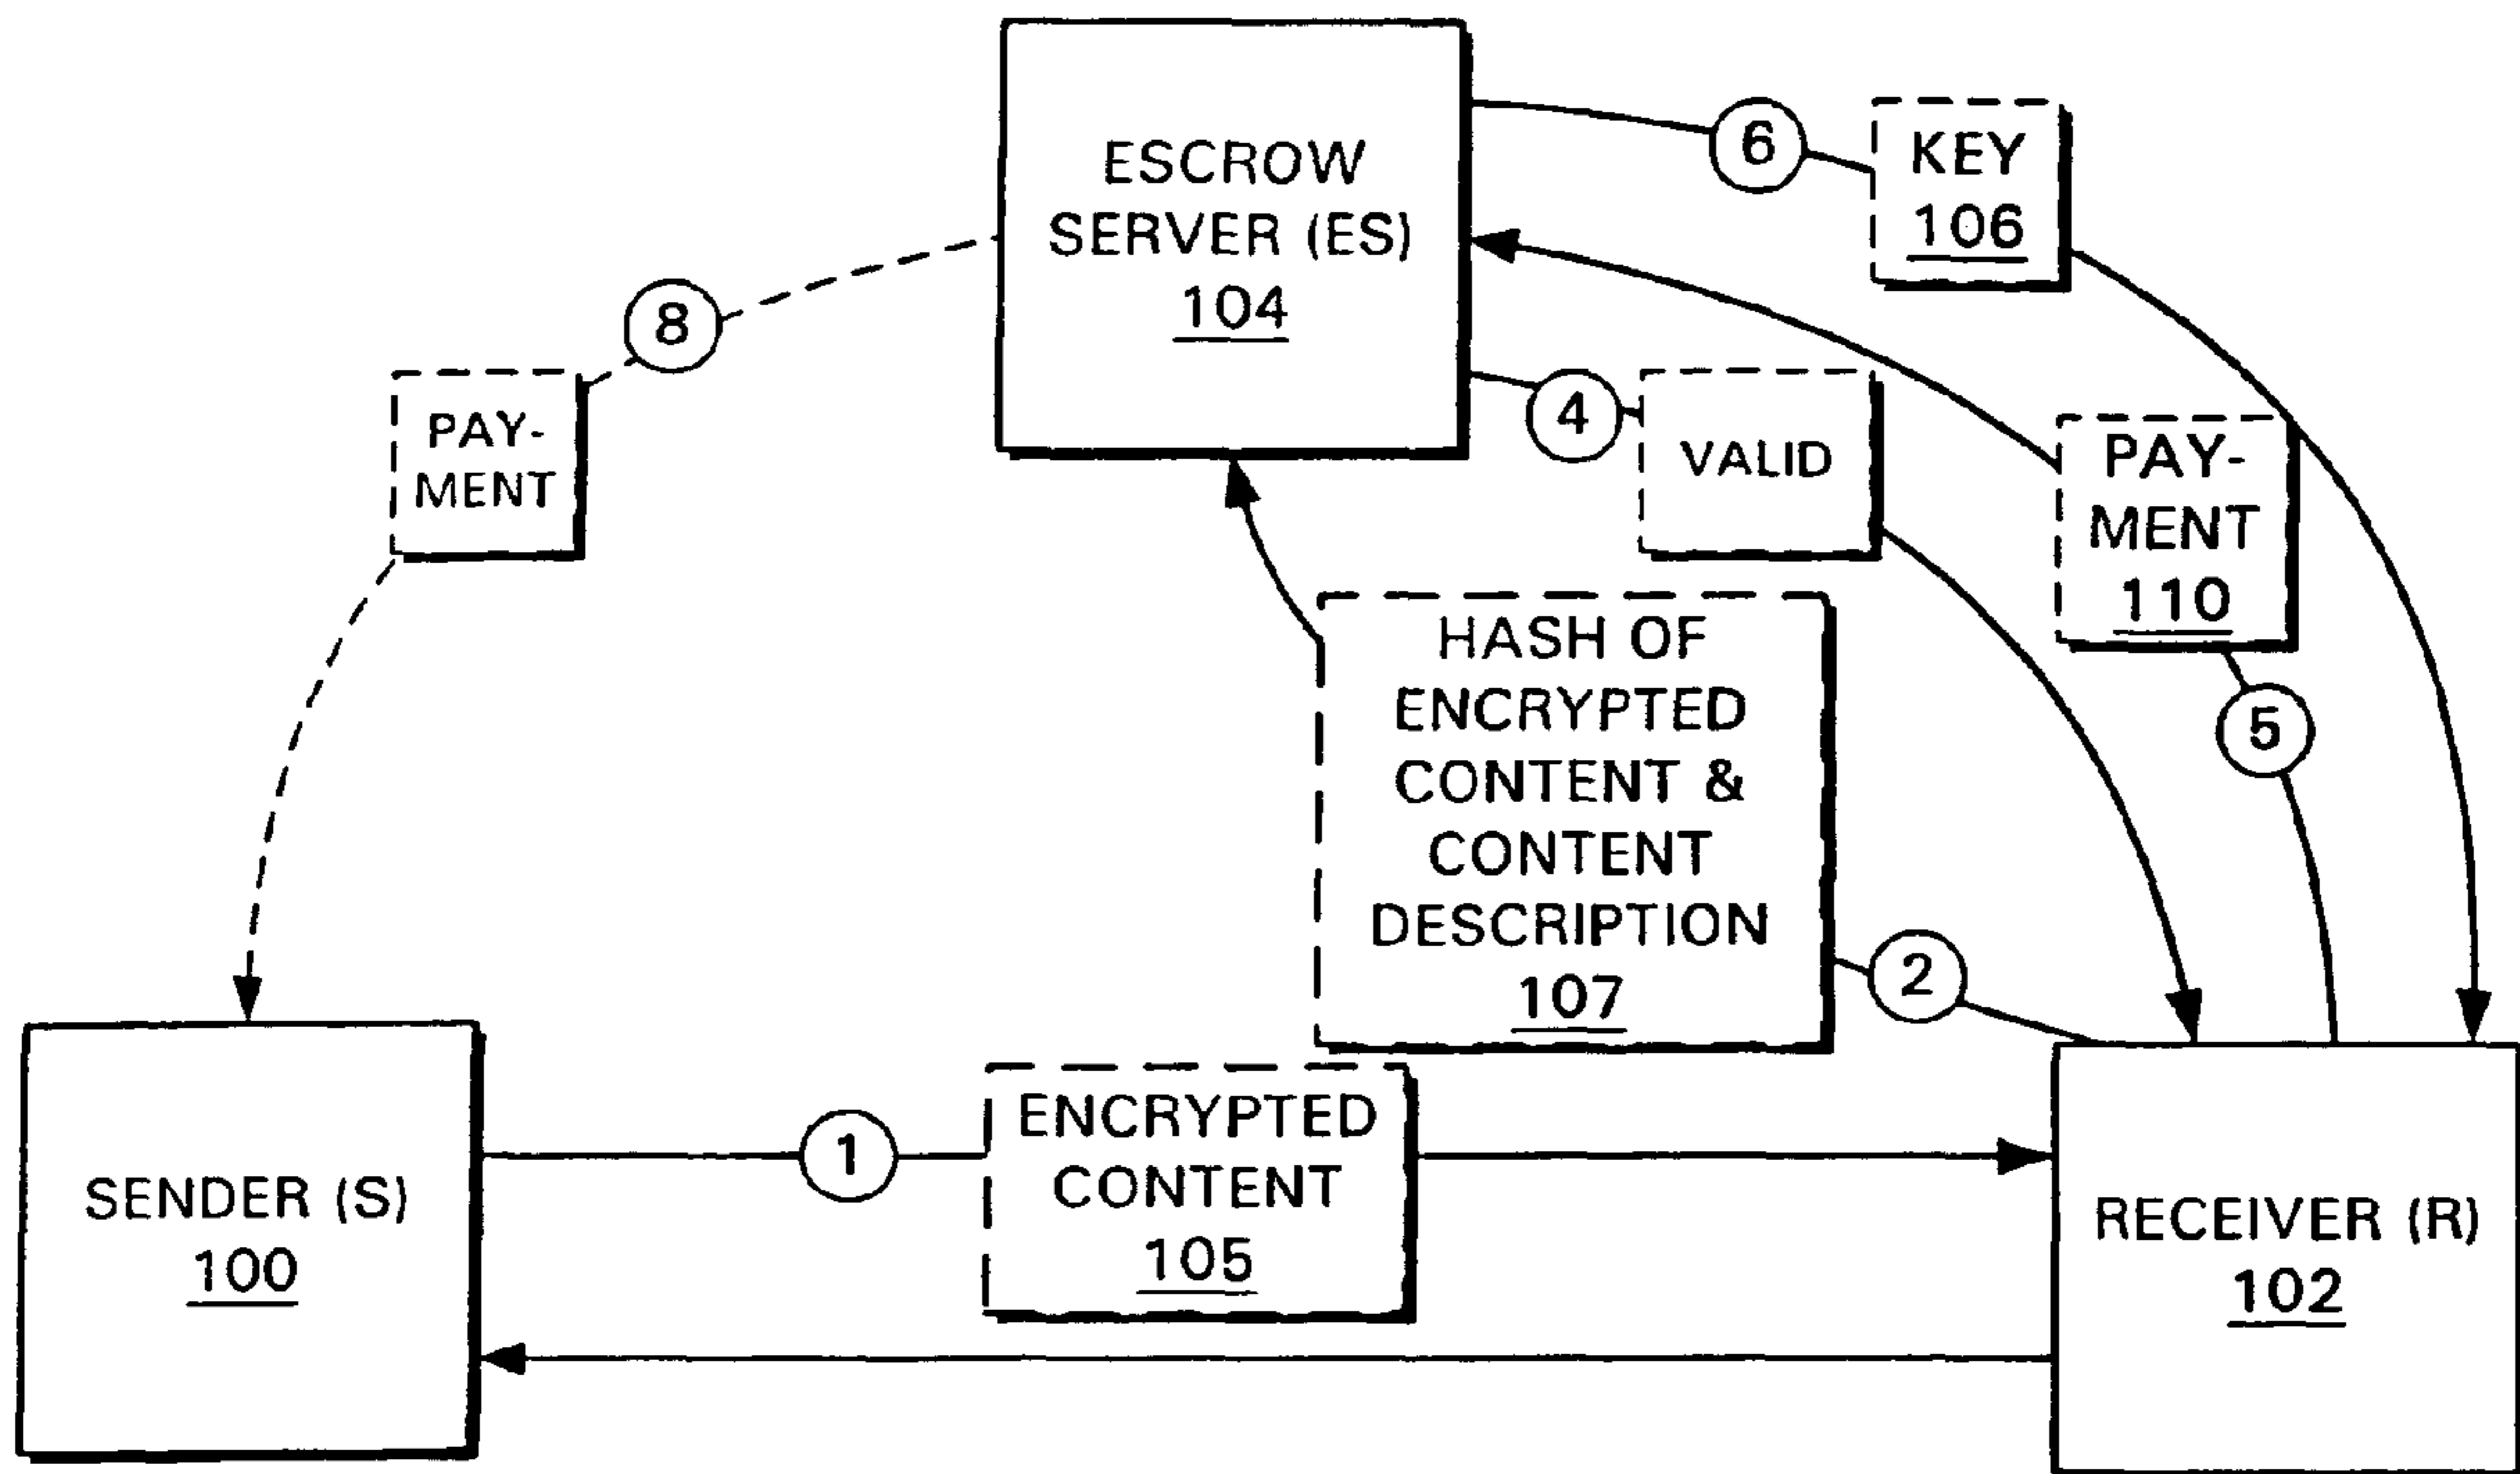 ESCROW
SERVER (ES)
104
6
KEY
106
8
PAY-
MENT
4
VALID
PAY-
MENT
110
5
HASH OF
ENCRYPTED
CONTENT &
CONTENT
DESCRIPTION
107
2
1
ENCRYPTED
CONTENT
105
SENDER (S)
100
RECEIVER (R)
102